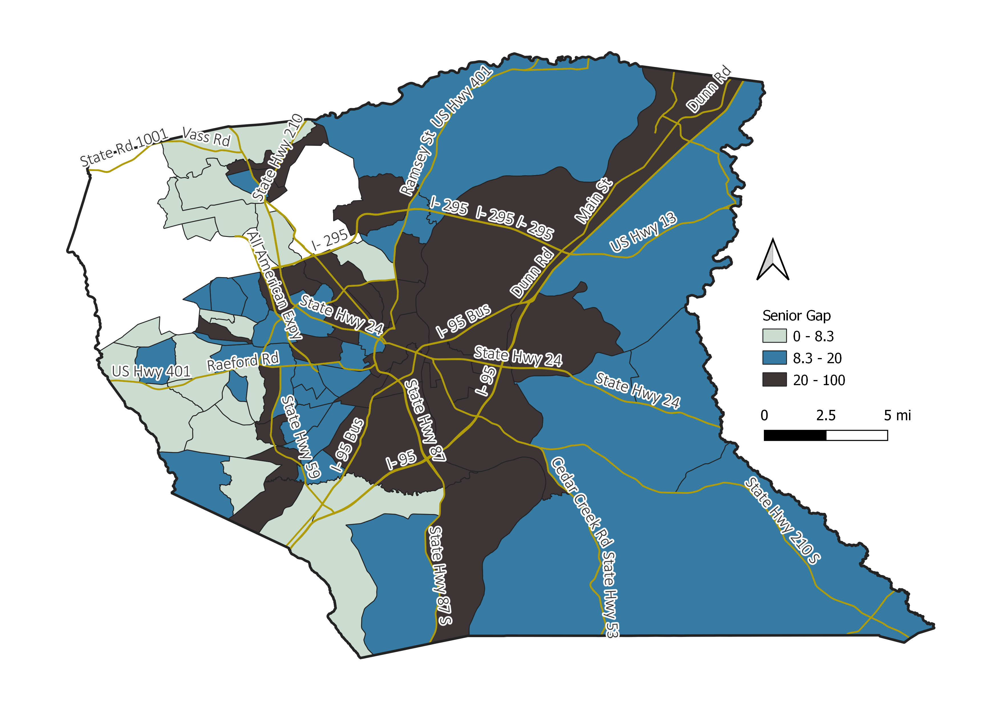 Dunn Rd
US Hwy 401
State Hwy 210
Vass Rd
State Rd 1001
Ramsey St
Main St
I- 295
I- 295
I- 295
US Hwy 13
I- 295
All American Expy
Dunn Rd
State Hwy 24
I- 95 Bus
Senior Gap
0 - 8.3
8.3 - 20
20 - 100
State Hwy 24
Raeford Rd
US Hwy 401
I- 95
State Hwy 24
0 2.5 5 mi
State Hwy 87
State Hwy 59
I- 95 Bus
I- 95
Cedar Creek Rd
State Hwy 210 S
State Hwy 87 S
State Hwy 53